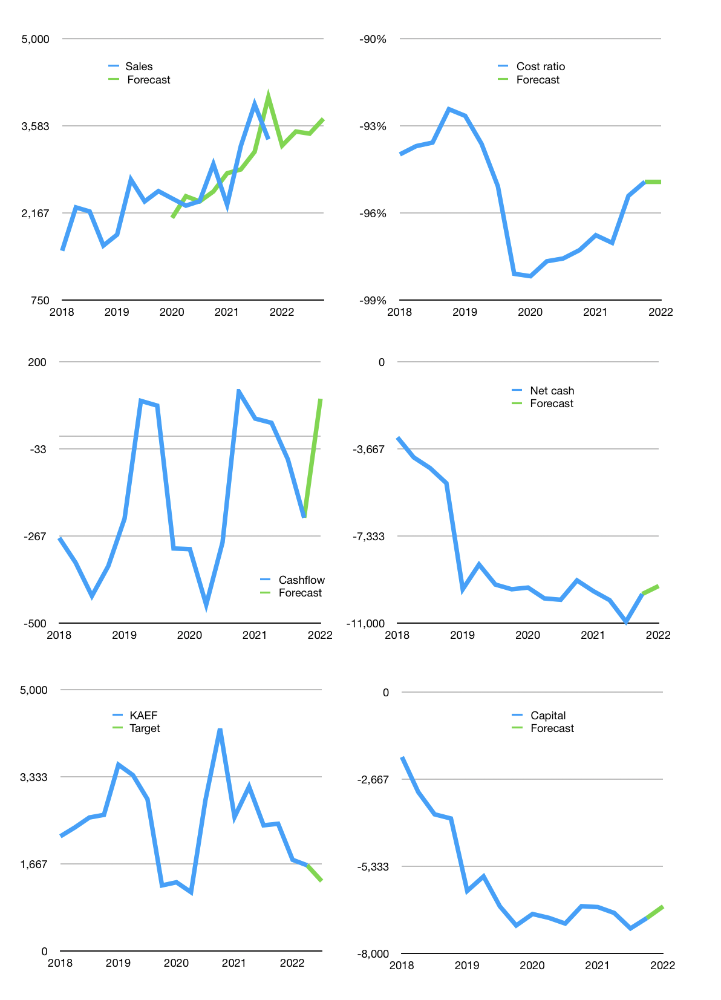 5,000
Sales
Forecast
3,583
2,167
750
2018 2019 2020 2021 2022
-90%
Cost ratio
Forecast
-93%
-96%
-99%
2018 2019 2020 2021 2022
200
-33
-267
Cashflow
Forecast
-500
2018 2019 2020 2021 2022
0
Net cash
Forecast
-3,667
-7,333
-11,000
2018 2019 2020 2021 2022
5,000
KAEF
Target
3,333
1,667
0
2018 2019 2020 2021 2022
0
Capital
Forecast
-2,667
-5,333
-8,000
2018 2019 2020 2021 2022